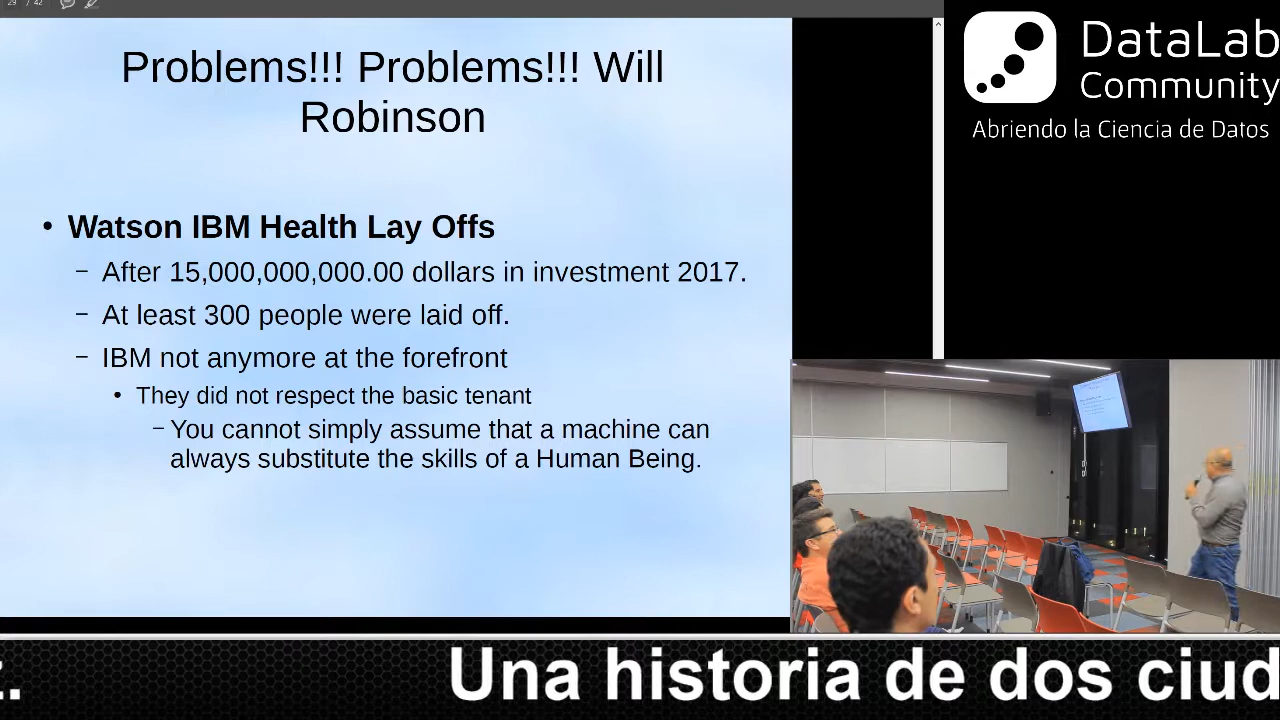 29 / 42
Problems!!! Problems!!! Will
Robinson
• Watson IBM Health Lay Offs
– After 15,000,000,000.00 dollars in investment 2017.
– At least 300 people were laid off.
– IBM not anymore at the forefront
• They did not respect the basic tenant
– You cannot simply assume that a machine can
always substitute the skills of a Human Being.
DataLab
Community
Abriendo la Ciencia de Datos
z. Una historia de dos ciud